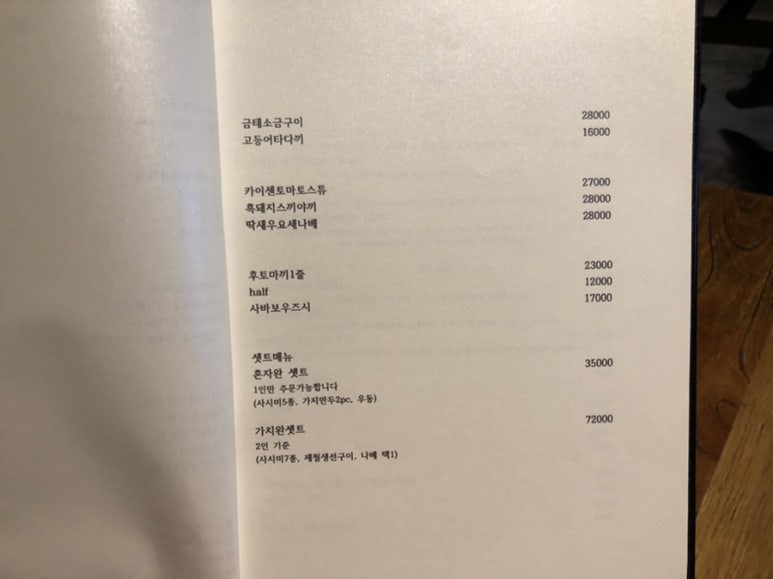 금태소금구이 28000
고등어타다끼 16000
카이센토마토스튜 27000
흑돼지스끼야끼 28000
딱새우요세나베 28000
후토마끼1줄 23000
half 12000
사바보우즈시 17000
셋트메뉴
혼자완 셋트 35000
1인만 주문가능합니다
(사시미5종, 가지만두2pc, 우동)
가치완셋트 72000
2인 기준
(사시미7종, 제철생선구이, 나베 택1)